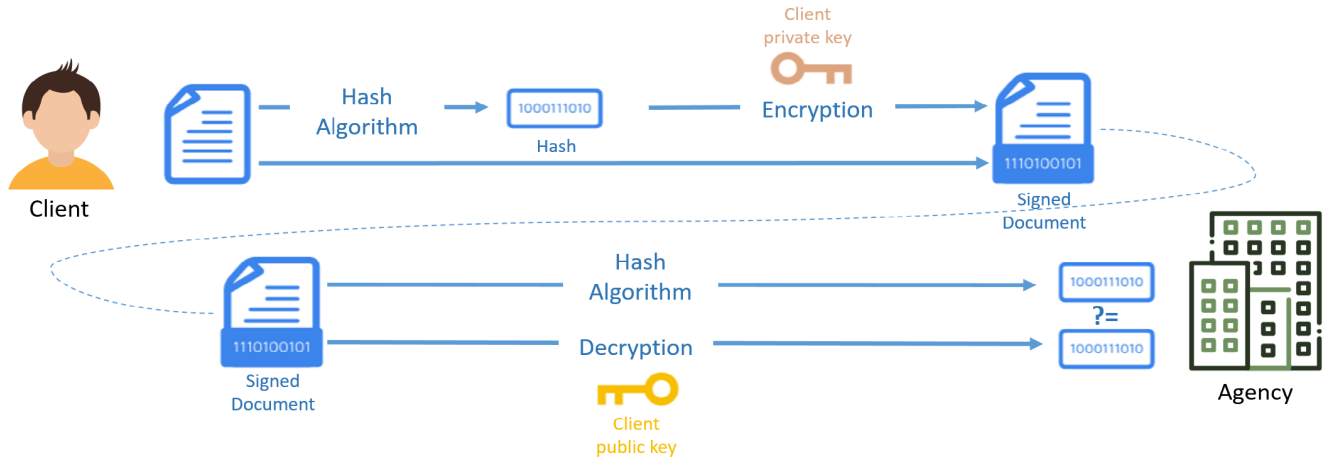 Client
private key
Hash
Algorithm
1000111010
Encryption
Hash
1110100101
Client
Signed
Document
Hash
Algorithm
1000111010
?=
1110100101
Decryption
1000111010
Signed
Document
Client
public key
Agency